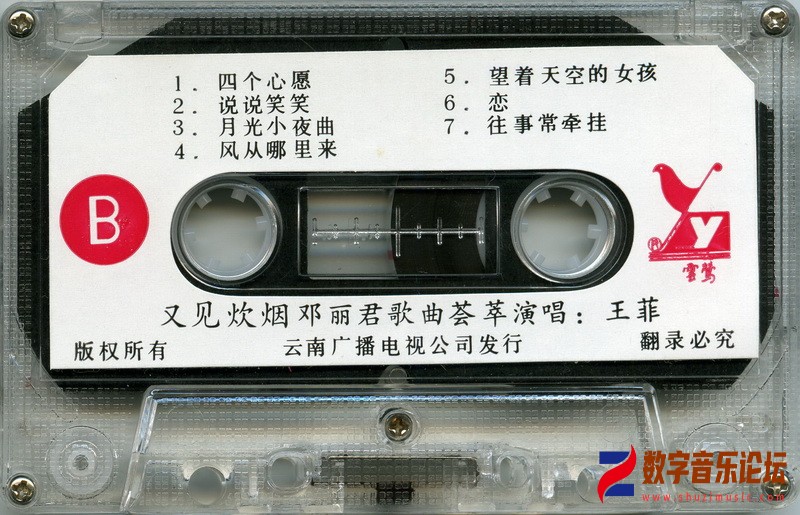 1. 四个心愿
2. 说说笑笑
3. 月光小夜曲
4. 风从哪里来
5. 望着天空的女孩
6. 恋
7. 往事常牵挂
B
y
®
雲鶯
又见炊烟邓丽君歌曲荟萃演唱：王菲
版权所有 云南广播电视公司发行 翻录必究
数字音乐论坛
www.shuzimusic.com